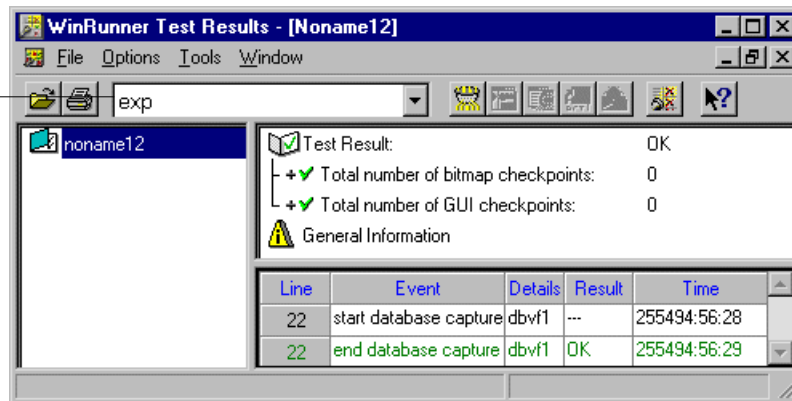 WinRunner Test Results - [Noname12]
File Options Tools Window
exp
noname12
Test Result: OK
Total number of bitmap checkpoints: 0
Total number of GUI checkpoints: 0
General Information
Line Event Details Result Time
22 start database capture dbvf1 --- 255494:56:28
22 end database capture dbvf1 OK 255494:56:29